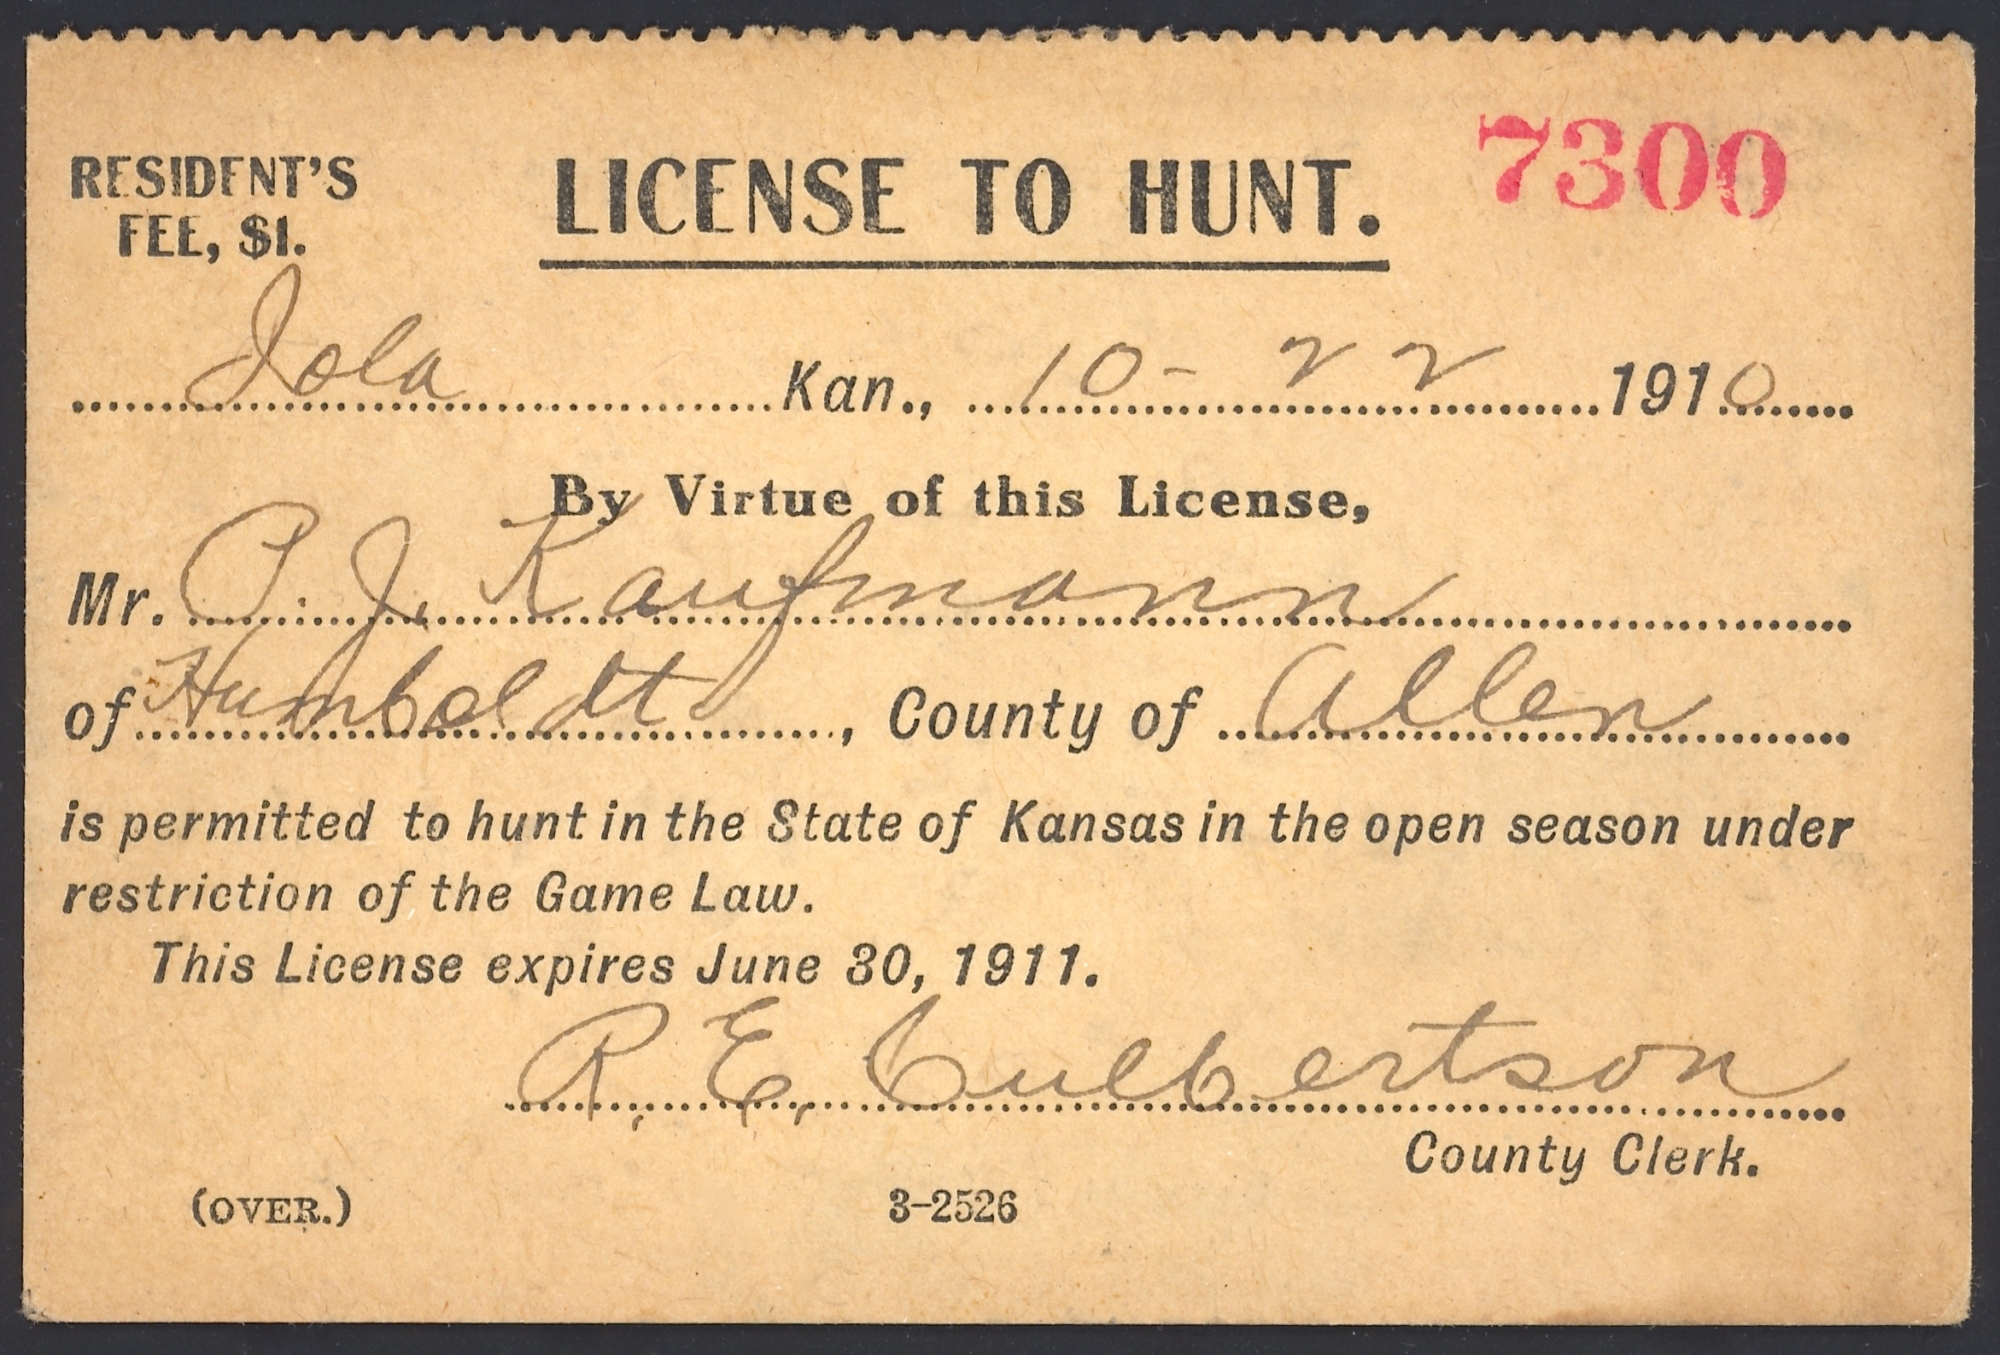 RESIDENT'S
FEE, $1.
LICENSE TO HUNT.
7300
Iola Kan., 10-22 1910
By Virtue of this License,
Mr. P. J. Kaufmann
of Humboldt, County of Allen
is permitted to hunt in the State of Kansas in the open season under
restriction of the Game Law.
This License expires June 30, 1911.
R. E. Culbertson
County Clerk.
(OVER.)
3-2526